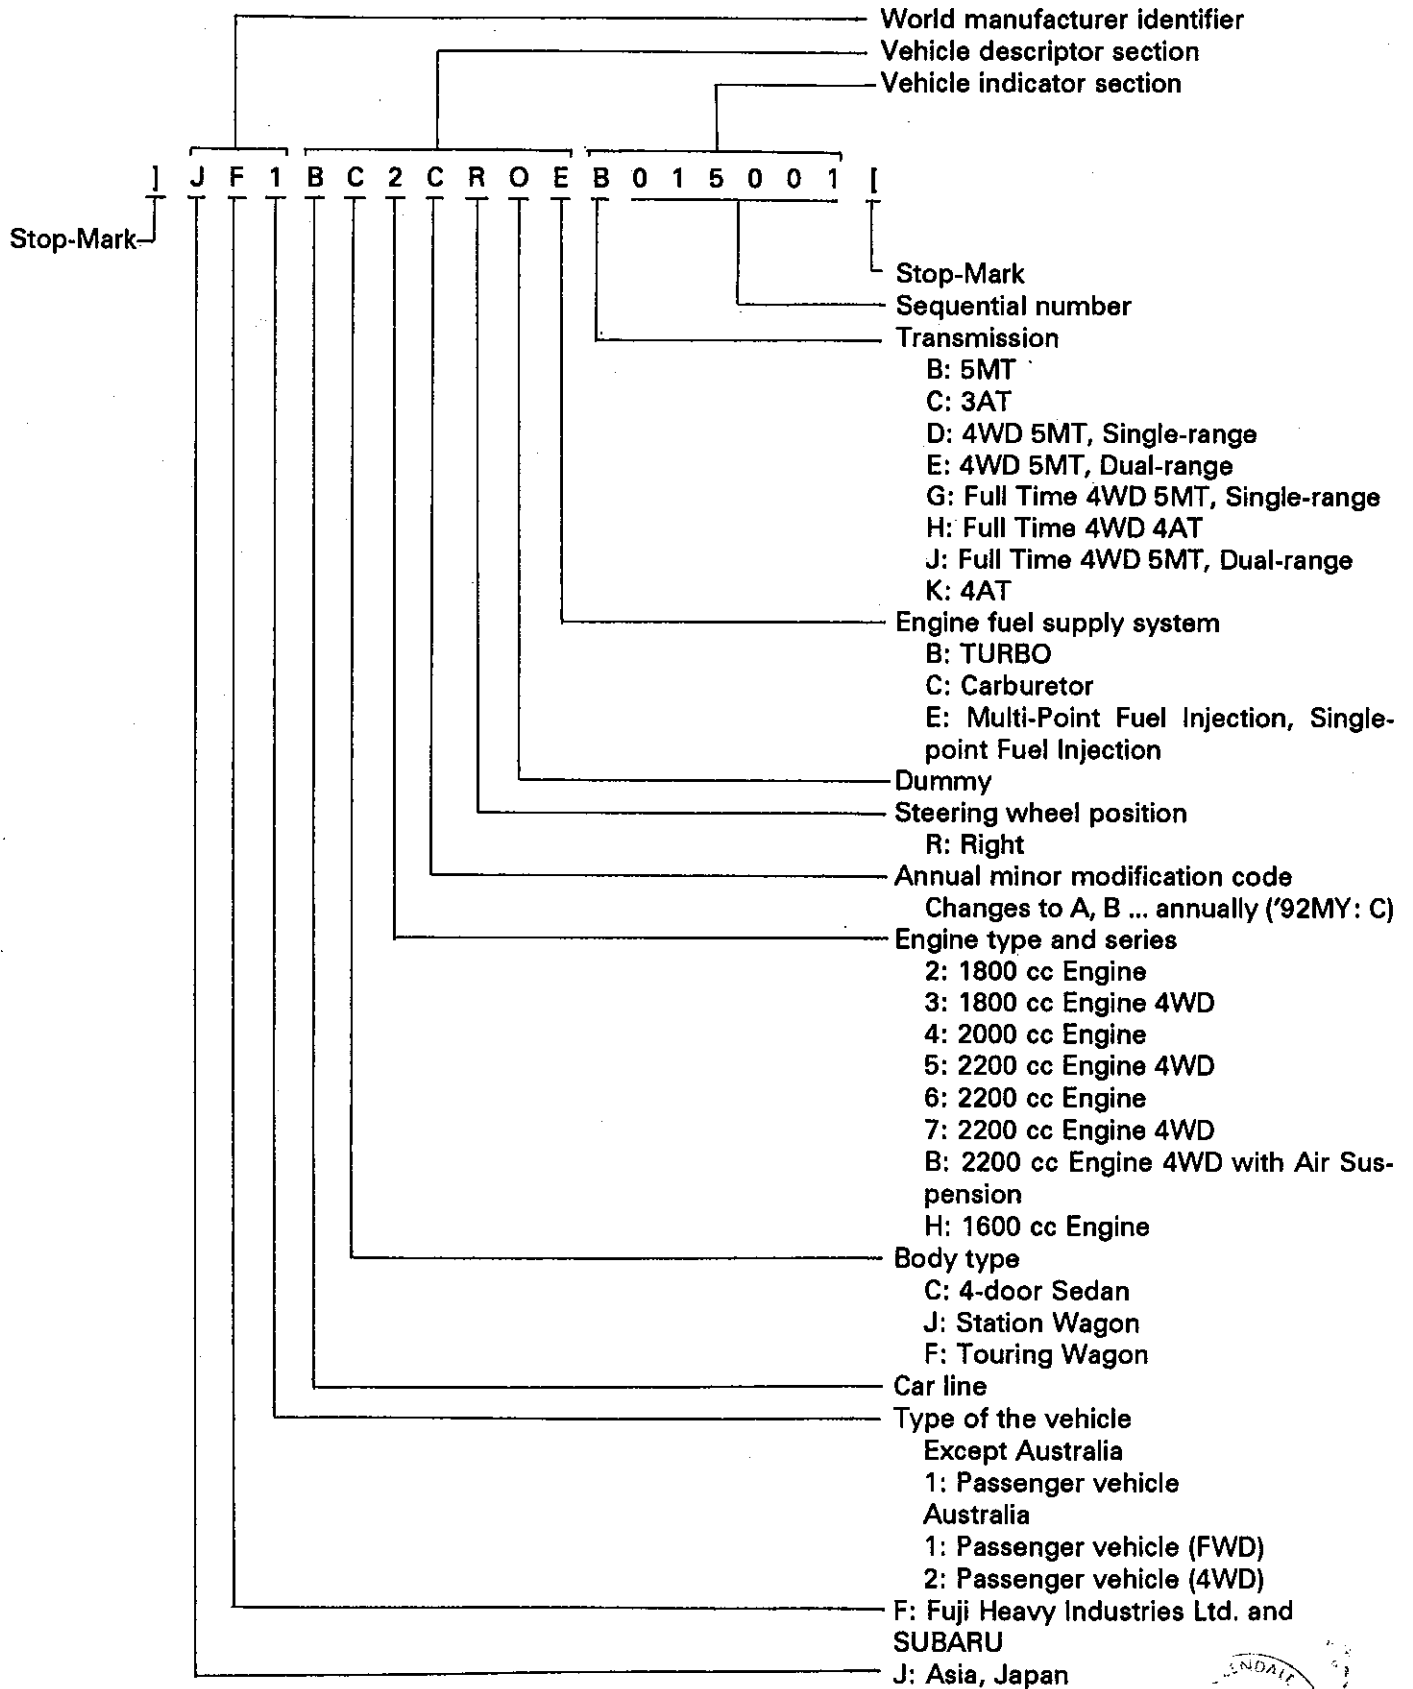 World manufacturer identifier
Vehicle descriptor section
Vehicle indicator section
] J F 1 B C 2 C R O E B 0 1 5 0 0 1 [
Stop-Mark
Stop-Mark
Sequential number
Transmission
B: 5MT
C: 3AT
D: 4WD 5MT, Single-range
E: 4WD 5MT, Dual-range
G: Full Time 4WD 5MT, Single-range
H: Full Time 4WD 4AT
J: Full Time 4WD 5MT, Dual-range
K: 4AT
Engine fuel supply system
B: TURBO
C: Carburetor
E: Multi-Point Fuel Injection, Single-
point Fuel Injection
Dummy
Steering wheel position
R: Right
Annual minor modification code
Changes to A, B ... annually ('92MY: C)
Engine type and series
2: 1800 cc Engine
3: 1800 cc Engine 4WD
4: 2000 cc Engine
5: 2200 cc Engine 4WD
6: 2200 cc Engine
7: 2200 cc Engine 4WD
B: 2200 cc Engine 4WD with Air Sus-
pension
H: 1600 cc Engine
Body type
C: 4-door Sedan
J: Station Wagon
F: Touring Wagon
Car line
Type of the vehicle
Except Australia
1: Passenger vehicle
Australia
1: Passenger vehicle (FWD)
2: Passenger vehicle (4WD)
F: Fuji Heavy Industries Ltd. and
SUBARU
J: Asia, Japan